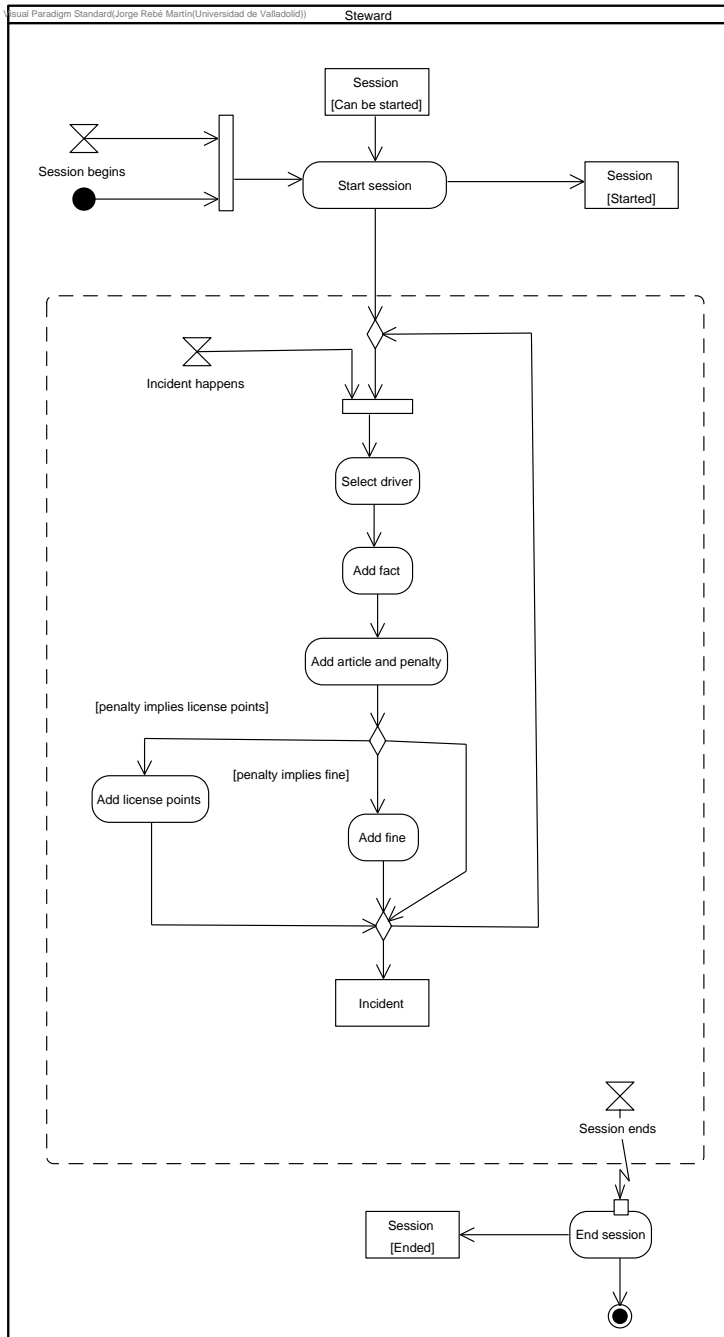 Visual Paradigm Standard(Jorge Rebé Martín(Universidad de Valladolid))
Steward
Session
[Can be started]
Session begins
Start session
Session
[Started]
Incident happens
Select driver
Add fact
Add article and penalty
[penalty implies license points]
[penalty implies fine]
Add license points
Add fine
Incident
Session ends
Session
[Ended]
End session